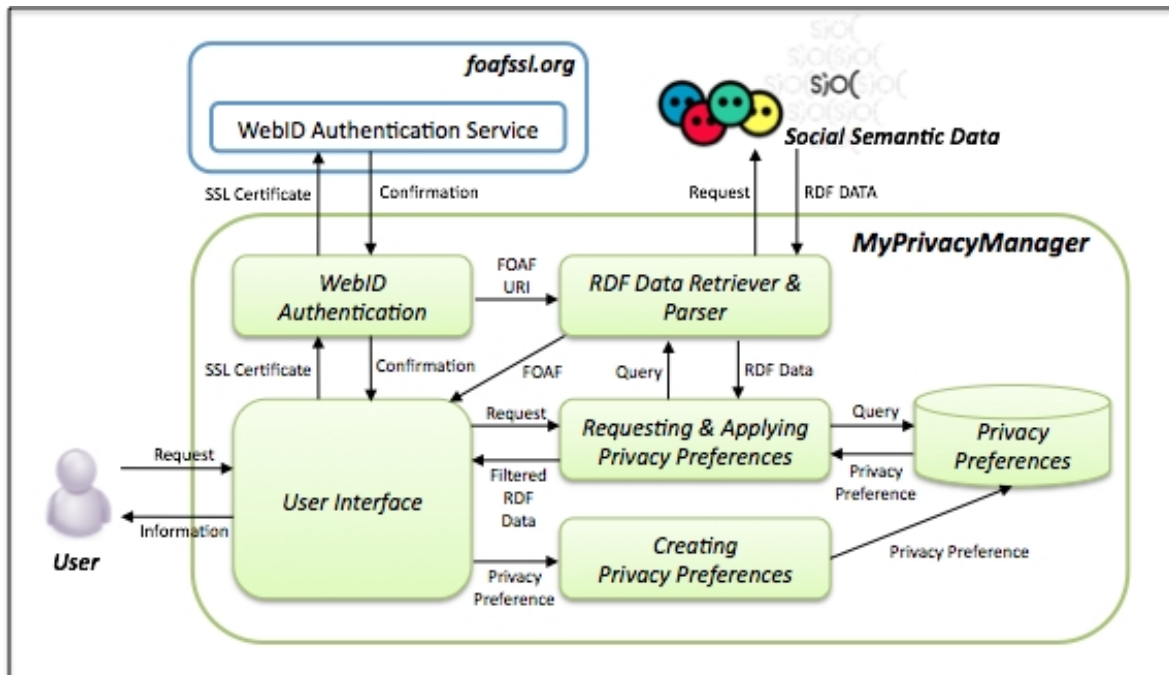 foafssl.org
WebID Authentication Service
SIOC
Social Semantic Data
SSL Certificate
Confirmation
Request
RDF DATA
MyPrivacyManager
WebID
Authentication
FOAF
URI
RDF Data Retriever &
Parser
SSL Certificate
Confirmation
FOAF
Query
RDF Data
User Interface
Request
Requesting & Applying
Privacy Preferences
Query
Privacy
Preferences
Filtered
RDF
Data
Privacy
Preference
Request
Information
User
Privacy
Preference
Creating
Privacy Preferences
Privacy Preference